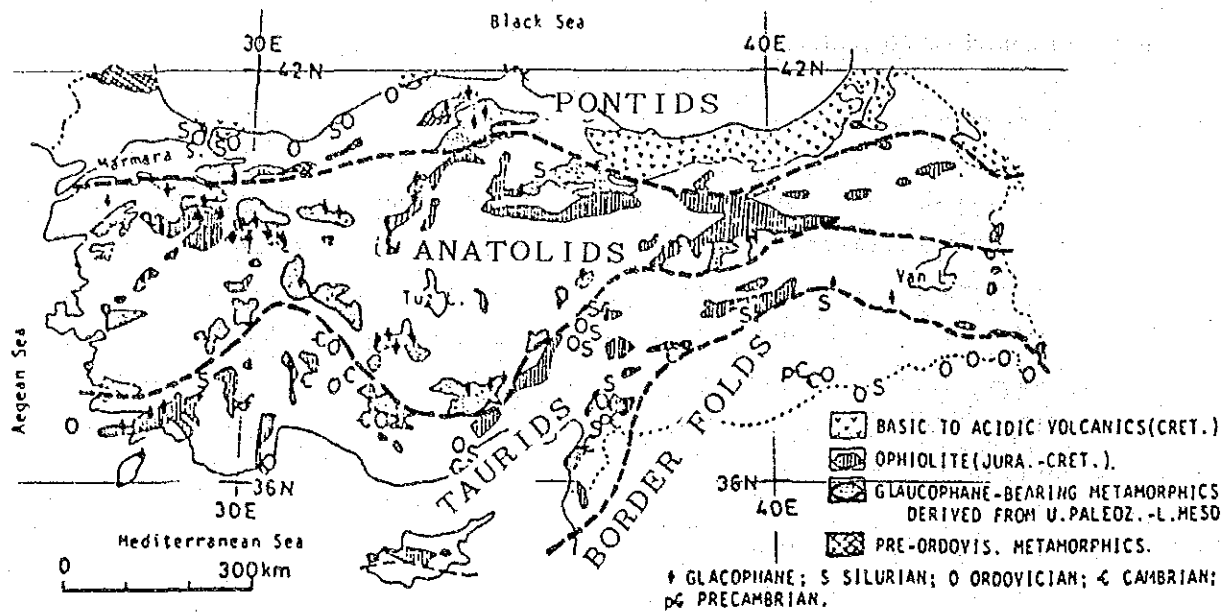 Black Sea
30E
40E
42N
42N
PONTIDS
Marmara S.
ANATOLIDS
Tuz L.
Van L.
Aegean Sea
TAURIDS
BORDER FOLDS
36N
36N
30E
40E
Mediterranean Sea
0 300km
BASIC TO ACIDIC VOLCANICS(CRET.)
OPHIOLITE(JURA.-CRET.).
GLAUCOPHANE-BEARING METAMORPHICS
DERIVED FROM U.PALEOZ.-L.MESO
PRE-ORDOVIS. METAMORPHICS.
GLACOPHANE; S SILURIAN; O ORDOVICIAN; Є CAMBRIAN;
pЄ PRECAMBRIAN.